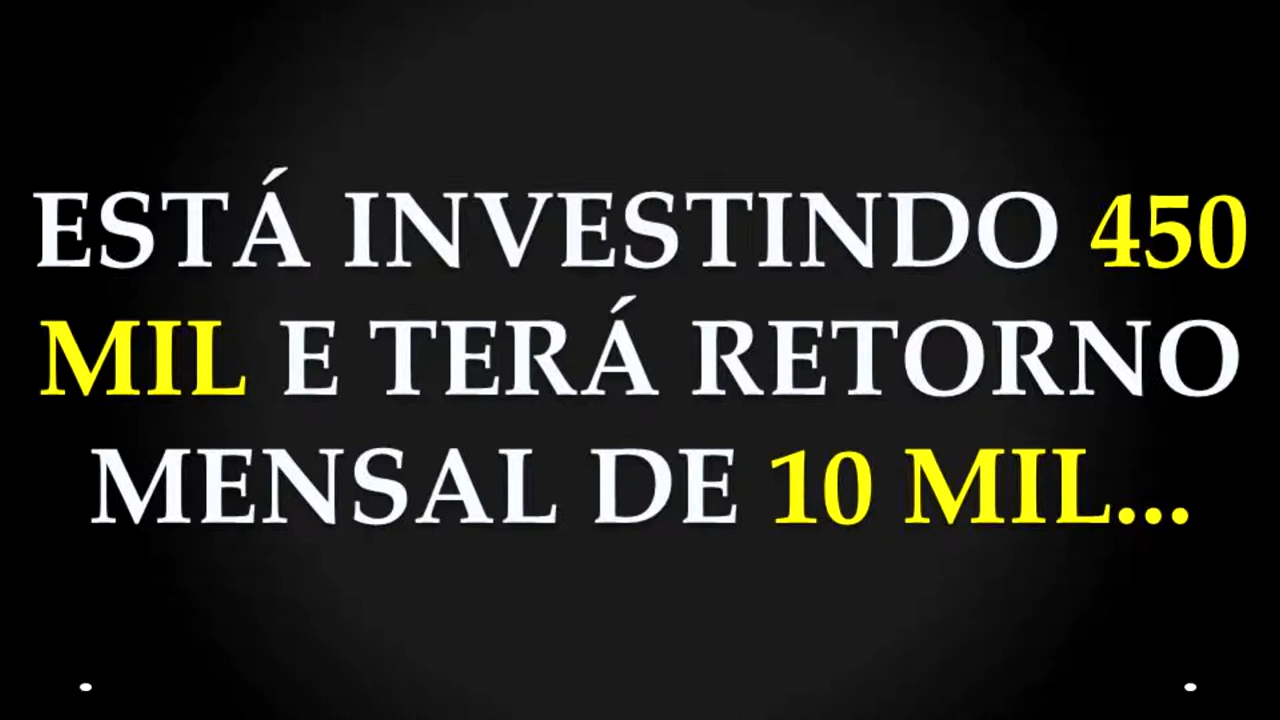 ESTÁ INVESTINDO 450
MIL E TERÁ RETORNO
MENSAL DE 10 MIL...